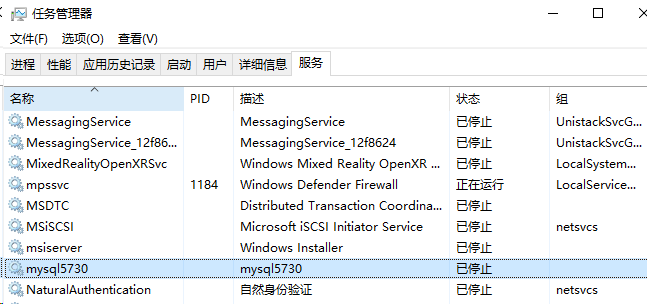 任务管理器
文件(F) 选项(O) 查看(V)
进程 性能 应用历史记录 启动 用户 详细信息 服务
名称 PID 描述 状态 组
MessagingService MessagingService 已停止 UnistackSvcG...
MessagingService_12f86... MessagingService_12f8624 已停止 UnistackSvcG...
MixedRealityOpenXRSvc Windows Mixed Reality OpenXR ... 已停止 LocalSystem...
mpssvc 1184 Windows Defender Firewall 正在运行 LocalService...
MSDTC Distributed Transaction Coordina... 已停止
MSiSCSI Microsoft iSCSI Initiator Service 已停止 netsvcs
msiserver Windows Installer 已停止
mysql5730 mysql5730 已停止
NaturalAuthentication 自然身份验证 已停止 netsvcs